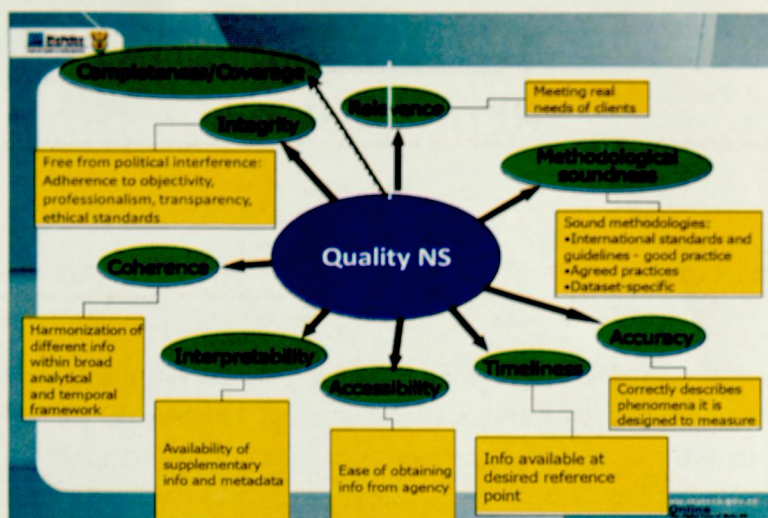 Completeness/Coverage
Relevance
Meeting real
needs of clients
Integrity
Free from political interference:
Adherence to objectivity,
professionalism, transparency,
ethical standards
Methodological
soundness
Sound methodologies:
•International standards and
guidelines - good practice
•Agreed practices
•Dataset-specific
Quality NS
Coherence
Harmonization of
different info
within broad
analytical
and temporal
framework
Interpretability
Availability of
supplementary
info and metadata
Accessibility
Ease of obtaining
info from agency
Timeliness
Info available at
desired reference
point
Accuracy
Correctly describes
phenomena it is
designed to measure
Online